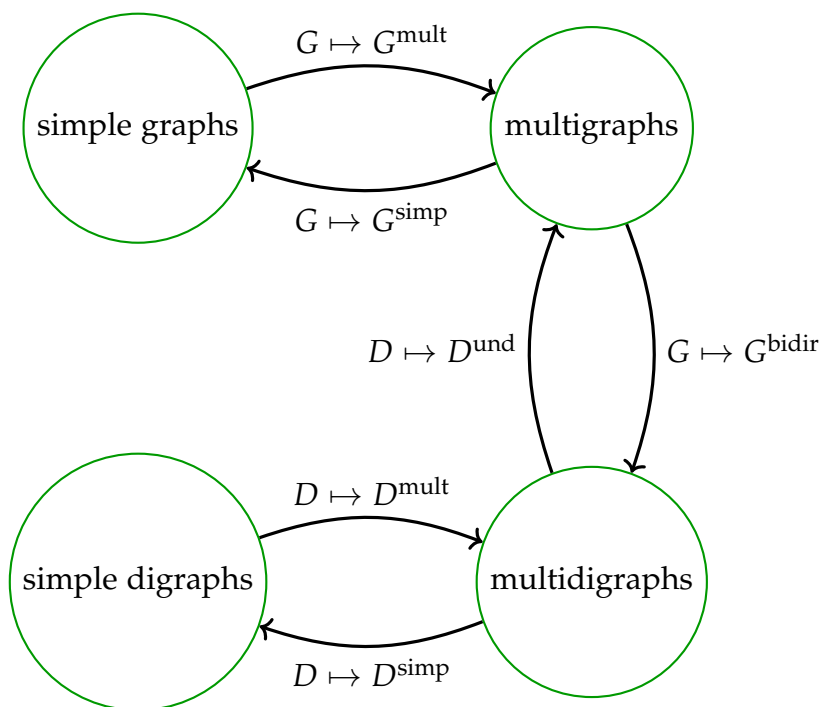 G ↦ G^mult
simple graphs
multigraphs
G ↦ G^simp
D ↦ D^und
G ↦ G^bidir
D ↦ D^mult
simple digraphs
multidigraphs
D ↦ D^simp